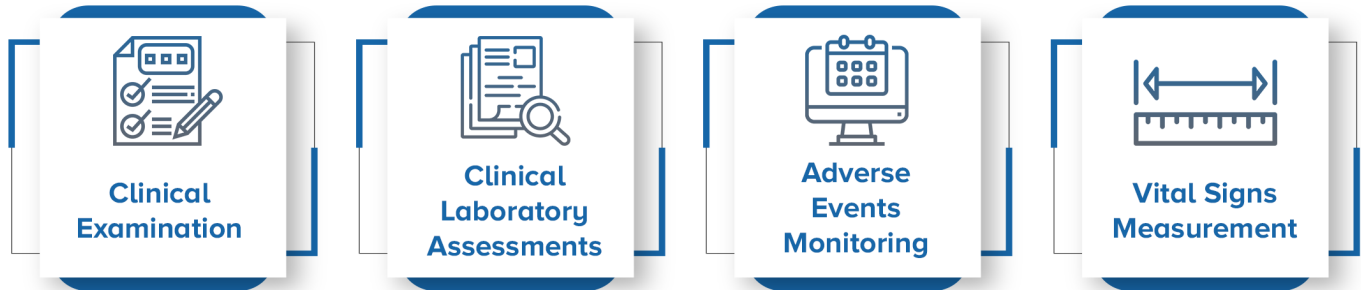 Clinical
Examination
Clinical
Laboratory
Assessments
Adverse
Events
Monitoring
Vital Signs
Measurement